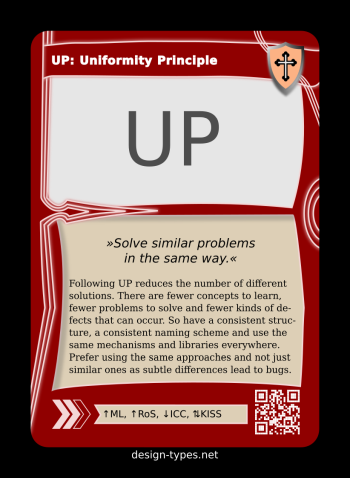 UP: Uniformity Principle
UP
»Solve similar problems
in the same way.«
Following UP reduces the number of different
solutions. There are fewer concepts to learn,
fewer problems to solve and fewer kinds of de-
fects that can occur. So have a consistent struc-
ture, a consistent naming scheme and use the
same mechanisms and libraries everywhere.
Prefer using the same approaches and not just
similar ones as subtle differences lead to bugs.
↑ML, ↑RoS, ↓ICC, ⇅KISS
design-types.net